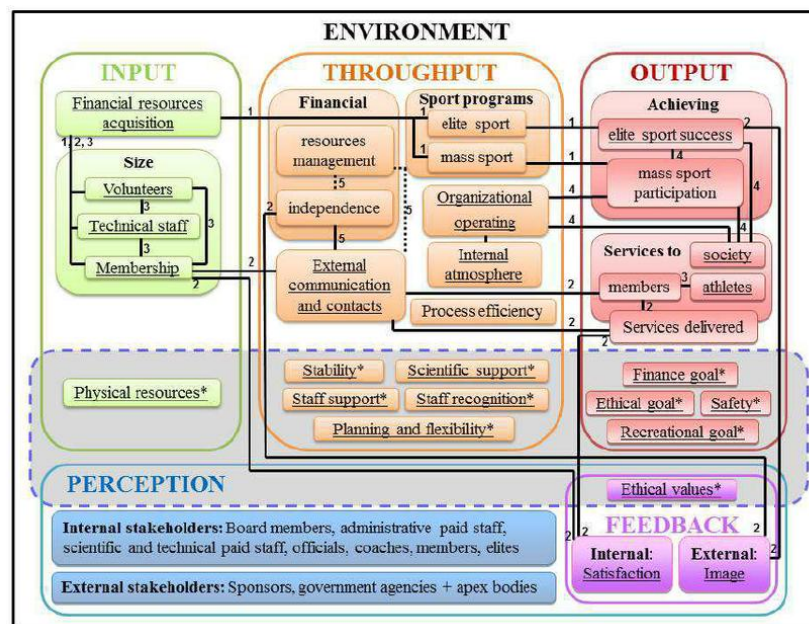 ENVIRONMENT
INPUT
Financial resources
acquisition
1, 2, 3
Size
Volunteers
3
Technical staff
3
3
Membership
2
2
Physical resources*
THROUGHPUT
Financial
resources
management
5
independence
2
5
5
External
communication
and contacts
Sport programs
1
1
elite sport
1
mass sport
Organizational
operating
Internal
atmosphere
Process efficiency
Stability*
Scientific support*
Staff support*
Staff recognition*
Planning and flexibility*
OUTPUT
Achieving
1
elite sport success
2
4
1
mass sport
participation
4
4
4
4
Services to
society
2
members
3
athletes
2
2
Services delivered
2
Finance goal*
Ethical goal*
Safety*
Recreational goal*
PERCEPTION
Internal stakeholders: Board members, administrative paid staff,
scientific and technical paid staff, officials, coaches, members, elites
External stakeholders: Sponsors, government agencies + apex bodies
Ethical values*
FEEDBACK
2
2
2
2
Internal:
Satisfaction
External:
Image